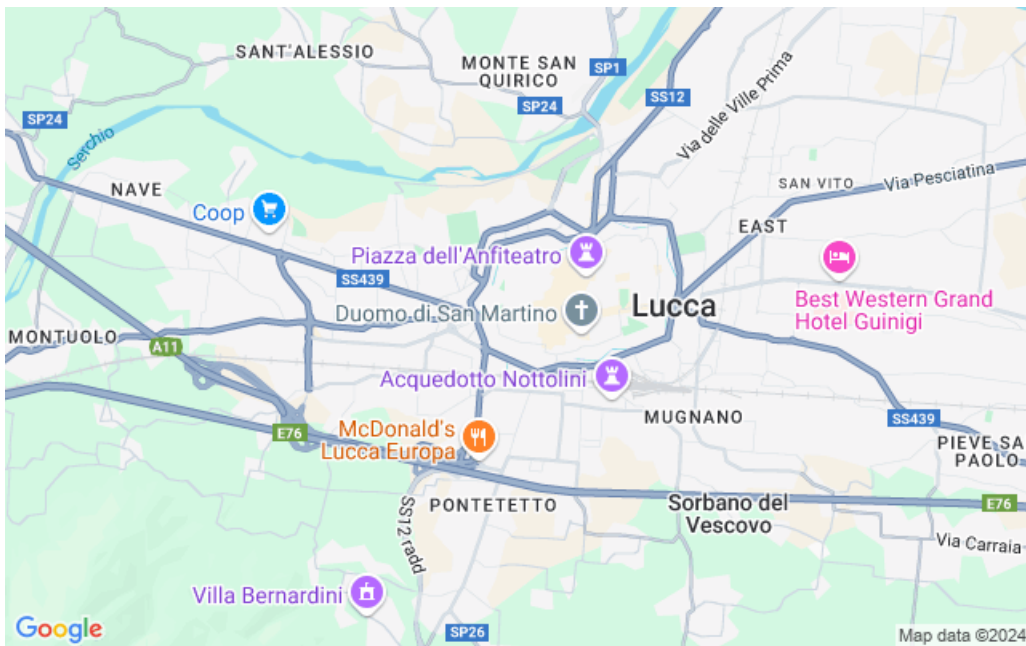 SANT'ALESSIO
MONTE SAN
QUIRICO
SP1
SP24
SS12
Via delle Ville Prima
SP24
Serchio
NAVE
SAN VITO
Via Pesciatina
Coop
EAST
Piazza dell'Anfiteatro
SS439
Best Western Grand
Hotel Guinigi
Duomo di San Martino
Lucca
MONTUOLO
A11
Acquedotto Nottolini
MUGNANO
SS439
E76
McDonald's
Lucca Europa
PIEVE SA
PAOLO
PONTETETTO
SS12 radd
Sorbano del
Vescovo
E76
Via Carraia
Villa Bernardini
SP26
Google
Map data ©2024